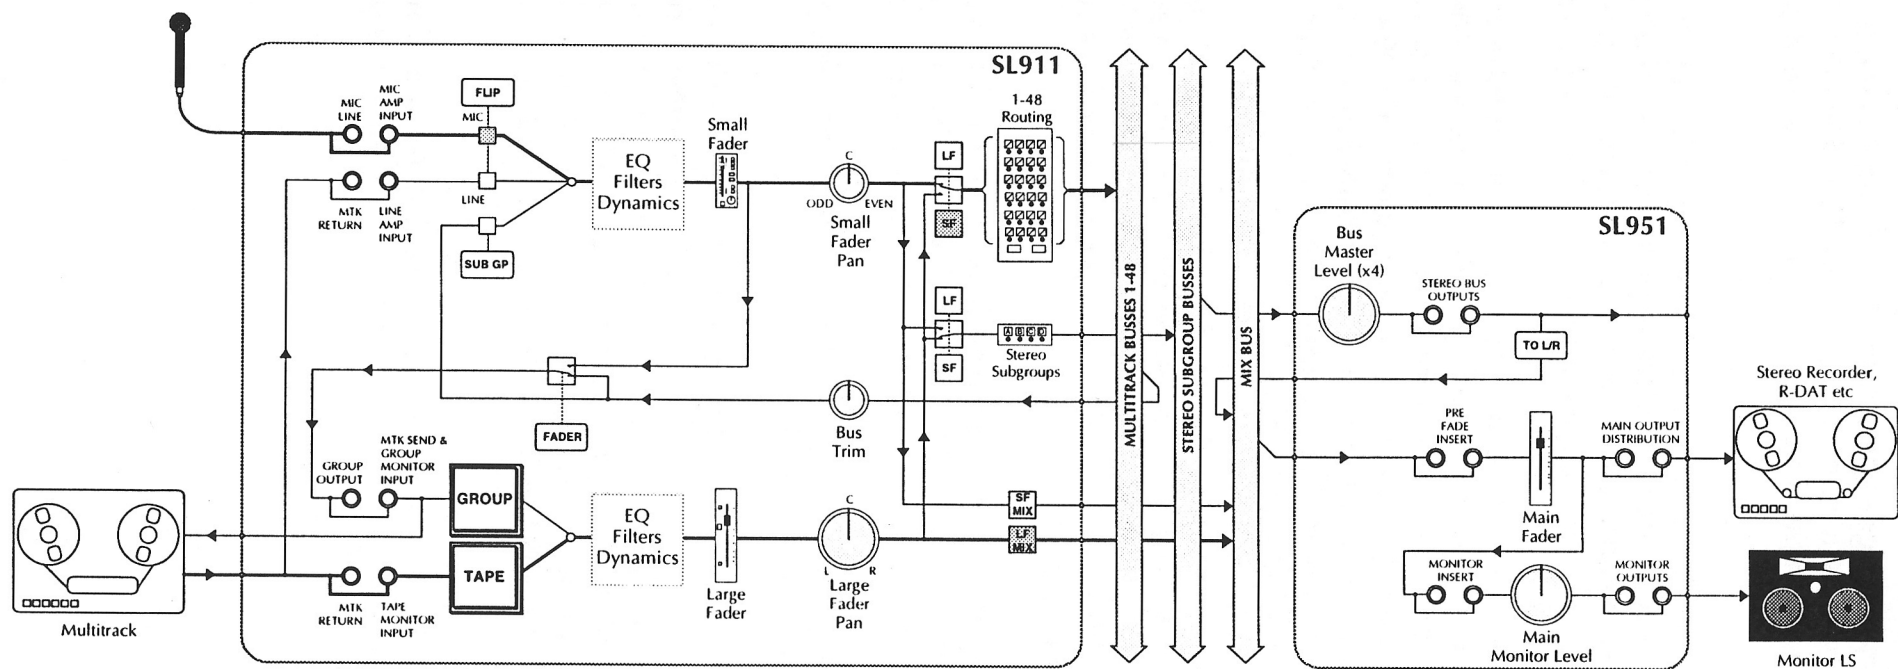 SL911
MIC
LINE
MIC
AMP
INPUT
FLIP
MIC
MTK
RETURN
LINE
AMP
INPUT
LINE
SUB GP
EQ
Filters
Dynamics
Small
Fader
C
ODD
EVEN
Small
Fader
Pan
LF
SF
1-48
Routing
LF
SF
A B C D
Stereo
Subgroups
FADER
Bus
Trim
GROUP
OUTPUT
MTK SEND &
GROUP
MONITOR
INPUT
GROUP
TAPE
MTK
RETURN
TAPE
MONITOR
INPUT
Multitrack
EQ
Filters
Dynamics
Large
Fader
C
L
R
Large
Fader
Pan
SF
MIX
LF
MIX
MULTITRACK BUSSES 1-48
STEREO SUBGROUP BUSSES
MIX BUS
SL951
Bus
Master
Level (x4)
STEREO BUS
OUTPUTS
TO L/R
PRE
FADE
INSERT
Main
Fader
MAIN OUTPUT
DISTRIBUTION
MONITOR
INSERT
Main
Monitor Level
MONITOR
OUTPUTS
Stereo Recorder,
R-DAT etc
Monitor LS